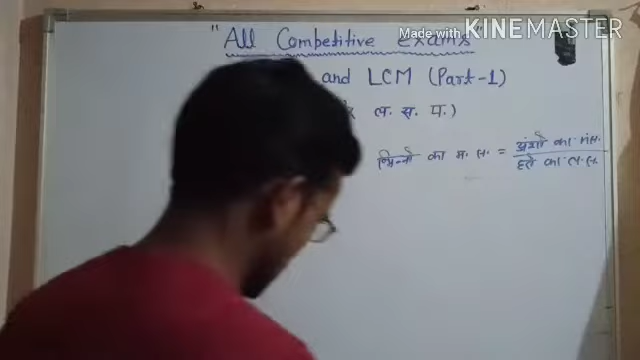 Made with KINEMASTER
"All Competitive exams
and LCM (Part-1)
ल. स. प.)
भिन्नो का म. स. = अंशो का म.स.
हरो का ल. स.